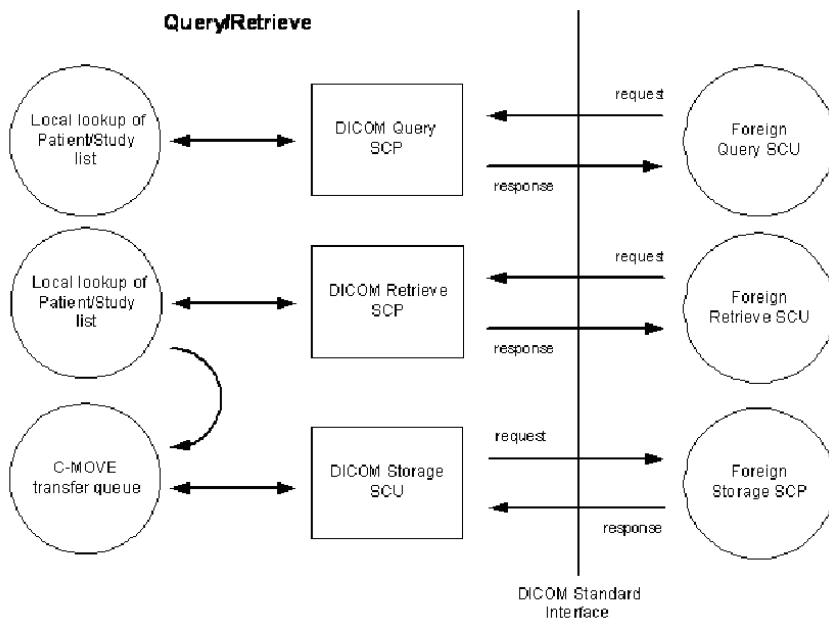 Query/Retrieve
Local lookup of
Patient/Study
list
DICOM Query
SCP
request
response
Foreign
Query SCU
Local lookup of
Patient/Study
list
DICOM Retrieve
SCP
request
response
Foreign
Retrieve SCU
C-MOVE
transfer queue
DICOM Storage
SCU
request
response
Foreign
Storage SCP
DICOM Standard
Interface